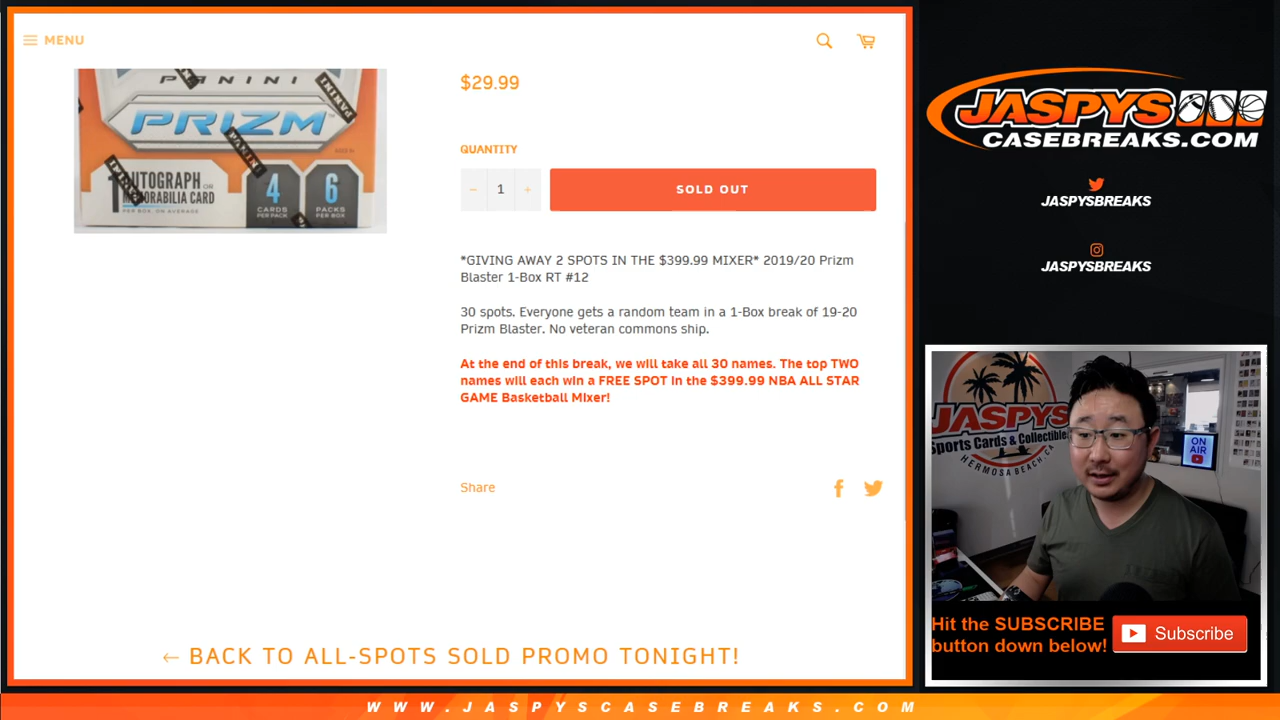 MENU
$29.99
PANINI
PRIZM
PANINI
PANINI
AUTOGRAPH OR
MEMORABILIA CARD
PER BOX, ON AVERAGE
1
4
CARDS
PER PACK
6
PACKS
PER BOX
QUANTITY
− 1 +
SOLD OUT
*GIVING AWAY 2 SPOTS IN THE $399.99 MIXER* 2019/20 Prizm
Blaster 1-Box RT #12
30 spots. Everyone gets a random team in a 1-Box break of 19-20
Prizm Blaster. No veteran commons ship.
At the end of this break, we will take all 30 names. The top TWO
names will each win a FREE SPOT in the $399.99 NBA ALL STAR
GAME Basketball Mixer!
Share
← BACK TO ALL-SPOTS SOLD PROMO TONIGHT!
JASPYS
CASEBREAKS.COM
JASPYSBREAKS
JASPYSBREAKS
JASPYS
Sports Cards & Collectibles
HERMOSA BEACH, CA
ON
AIR
Hit the SUBSCRIBE
button down below!
Subscribe
WWW.JASPYSCASEBREAKS.COM